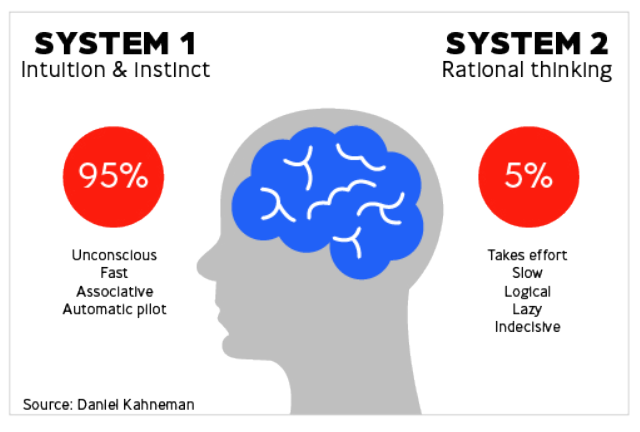 SYSTEM 1
Intuition & instinct
95%
Unconscious
Fast
Associative
Automatic pilot
SYSTEM 2
Rational thinking
5%
Takes effort
Slow
Logical
Lazy
Indecisive
Source: Daniel Kahneman